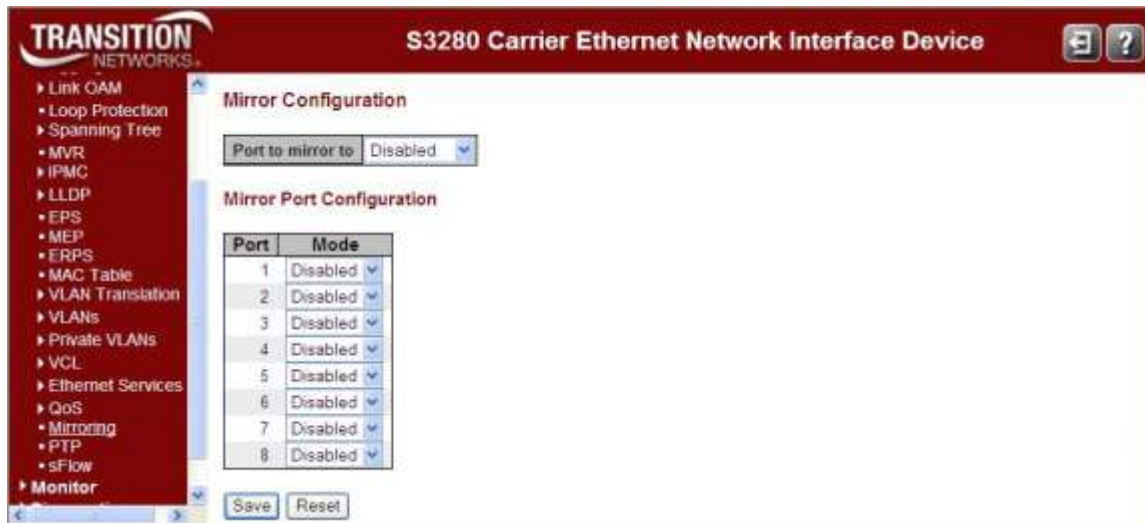 TRANSITION
NETWORKS
S3280 Carrier Ethernet Network Interface Device
?
Link OAM
Loop Protection
Spanning Tree
MVR
IPMC
LLDP
EPS
MEP
ERPS
MAC Table
VLAN Translation
VLANs
Private VLANs
VCL
Ethernet Services
QoS
Mirroring
PTP
sFlow
Monitor
Mirror Configuration
Port to mirror to Disabled
Mirror Port Configuration
Port Mode
1 Disabled
2 Disabled
3 Disabled
4 Disabled
5 Disabled
6 Disabled
7 Disabled
8 Disabled
Save Reset